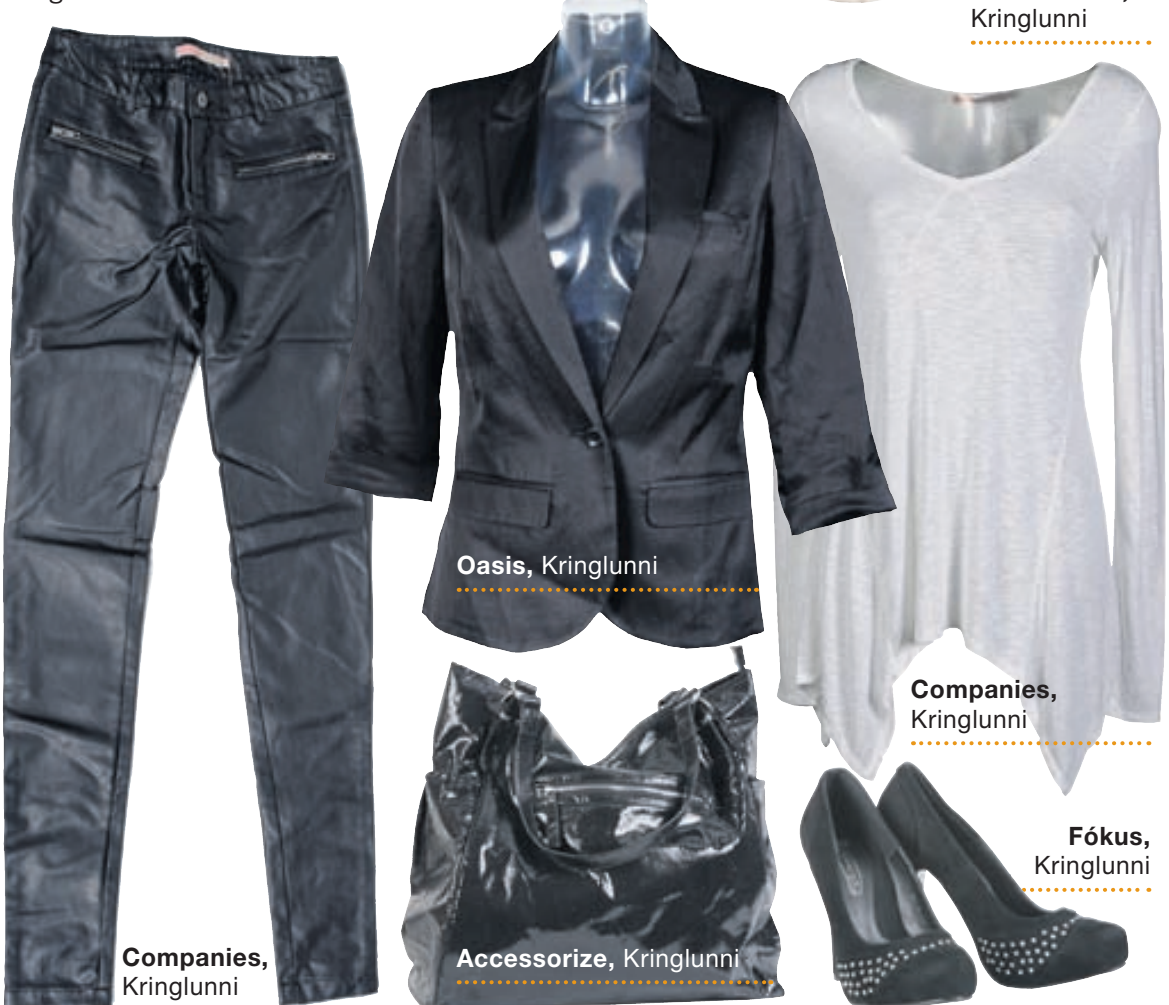 Kringlunni
Oasis, Kringlunni
Companies,
Kringlunni
Fókus,
Kringlunni
Companies,
Kringlunni
Accessorize, Kringlunni